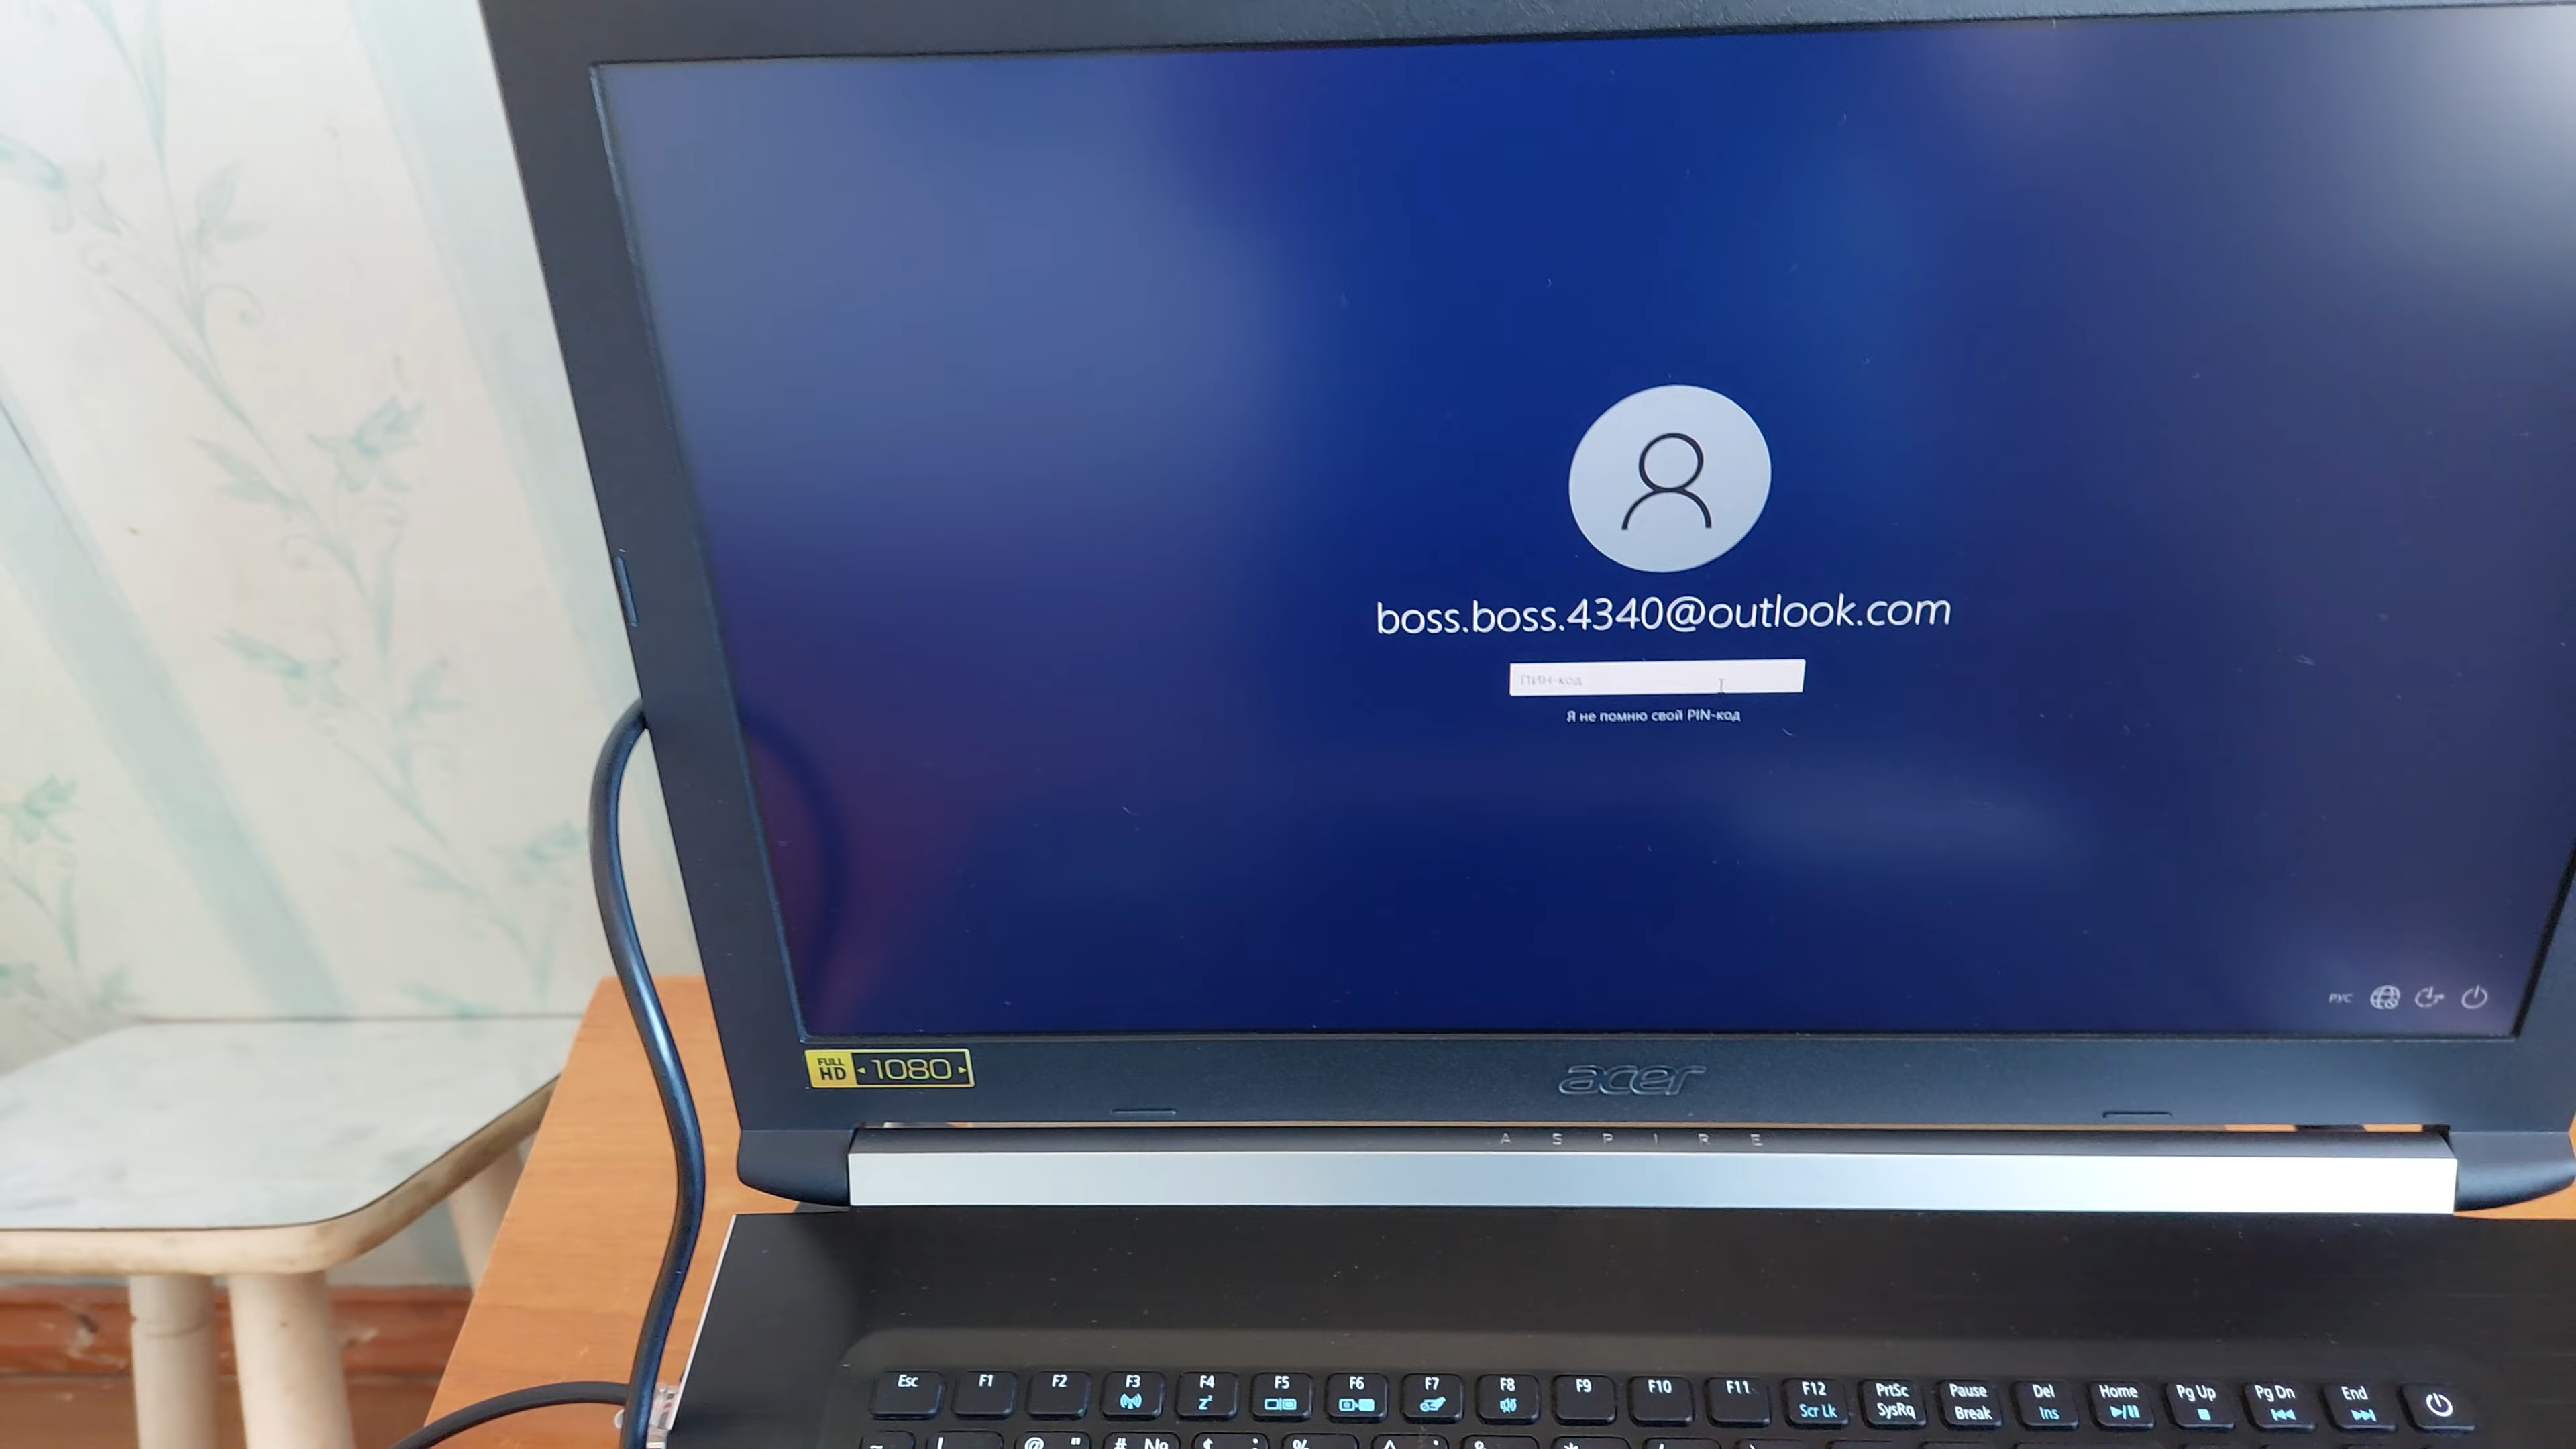 boss.boss.4340@outlook.com
ПИН-код
Я не помню свой PIN-код
РУС
FULL HD 1080
acer
ASPIRE
Esc F1 F2 F3 F4 F5 F6 F7 F8 F9 F10 F11 F12 PrtSc Pause Del Home Pg Up Pg Dn End
Scr Lk SysRq Break Ins
@ " # № $ % ^